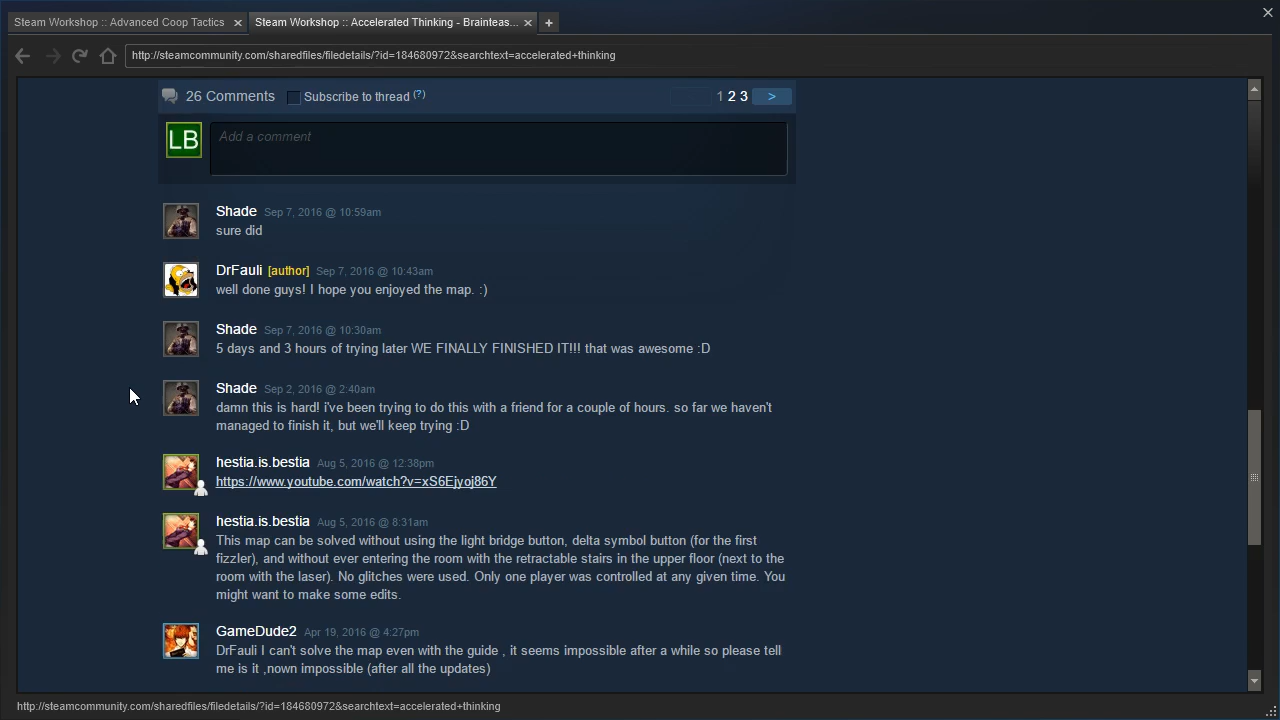 Steam Workshop :: Advanced Coop Tactics
Steam Workshop :: Accelerated Thinking - Brainteas...
http://steamcommunity.com/sharedfiles/filedetails/?id=184680972&searchtext=accelerated+thinking
26 Comments Subscribe to thread (?) 1 2 3 >
LB Add a comment
Shade Sep 7, 2016 @ 10:59am
sure did
DrFauli [author] Sep 7, 2016 @ 10:43am
well done guys! I hope you enjoyed the map. :)
Shade Sep 7, 2016 @ 10:30am
5 days and 3 hours of trying later WE FINALLY FINISHED IT!!! that was awesome :D
Shade Sep 2, 2016 @ 2:40am
damn this is hard! i've been trying to do this with a friend for a couple of hours. so far we haven't
managed to finish it, but we'll keep trying :D
hestia.is.bestia Aug 5, 2016 @ 12:38pm
https://www.youtube.com/watch?v=xS6Ejyoj86Y
hestia.is.bestia Aug 5, 2016 @ 8:31am
This map can be solved without using the light bridge button, delta symbol button (for the first
fizzler), and without ever entering the room with the retractable stairs in the upper floor (next to the
room with the laser). No glitches were used. Only one player was controlled at any given time. You
might want to make some edits.
GameDude2 Apr 19, 2016 @ 4:27pm
DrFauli I can't solve the map even with the guide , it seems impossible after a while so please tell
me is it ,nown impossible (after all the updates)
http://steamcommunity.com/sharedfiles/filedetails/?id=184680972&searchtext=accelerated+thinking